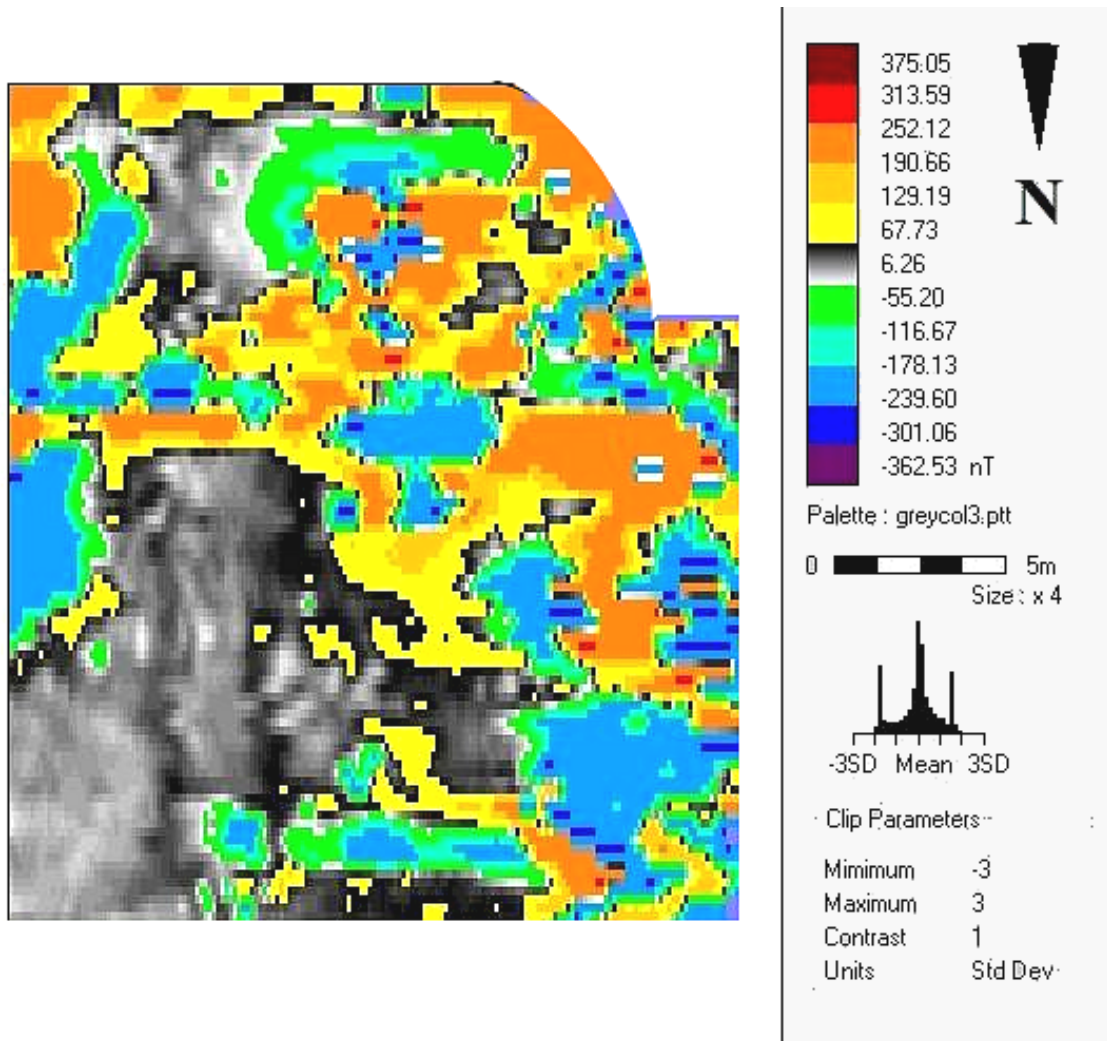 375.05
313.59
252.12
190.66
129.19
67.73
6.26
-55.20
-116.67
-178.13
-239.60
-301.06
-362.53 nT
N
Palette : greycol3.ptt
0 5m
Size : x 4
-3SD Mean 3SD
Clip Parameters
Minimum -3
Maximum 3
Contrast 1
Units Std Dev